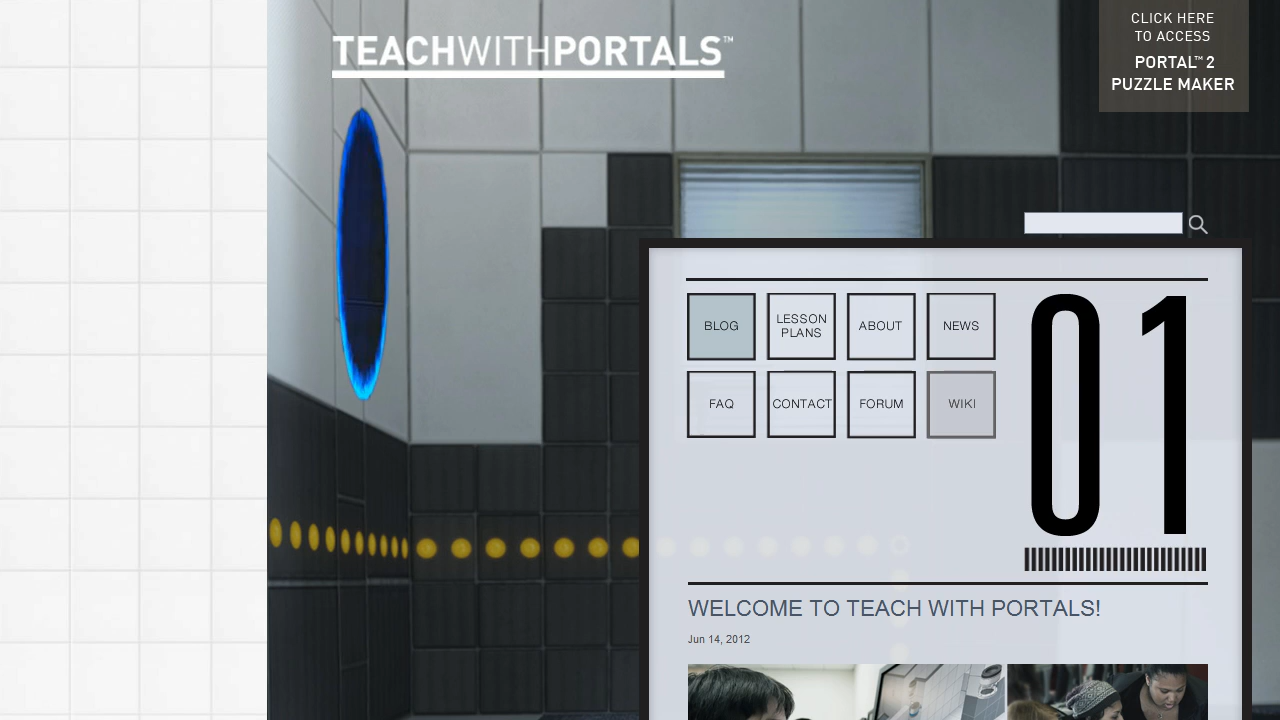 TEACHWITHPORTALS™
CLICK HERE
TO ACCESS
PORTAL™ 2
PUZZLE MAKER
BLOG
LESSON
PLANS
ABOUT
NEWS
FAQ
CONTACT
FORUM
WIKI
01
WELCOME TO TEACH WITH PORTALS!
Jun 14, 2012